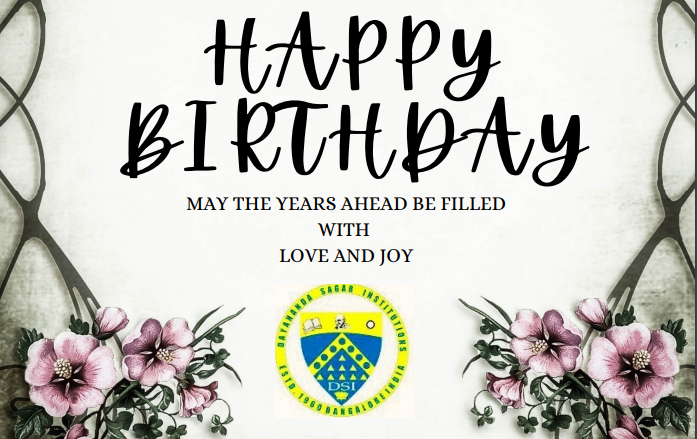 HAPPY
BIRTHDAY
MAY THE YEARS AHEAD BE FILLED
WITH
LOVE AND JOY
DAYANANDA SAGAR INSTITUTIONS
DSI
ESTD 1960 BANGALORE INDIA